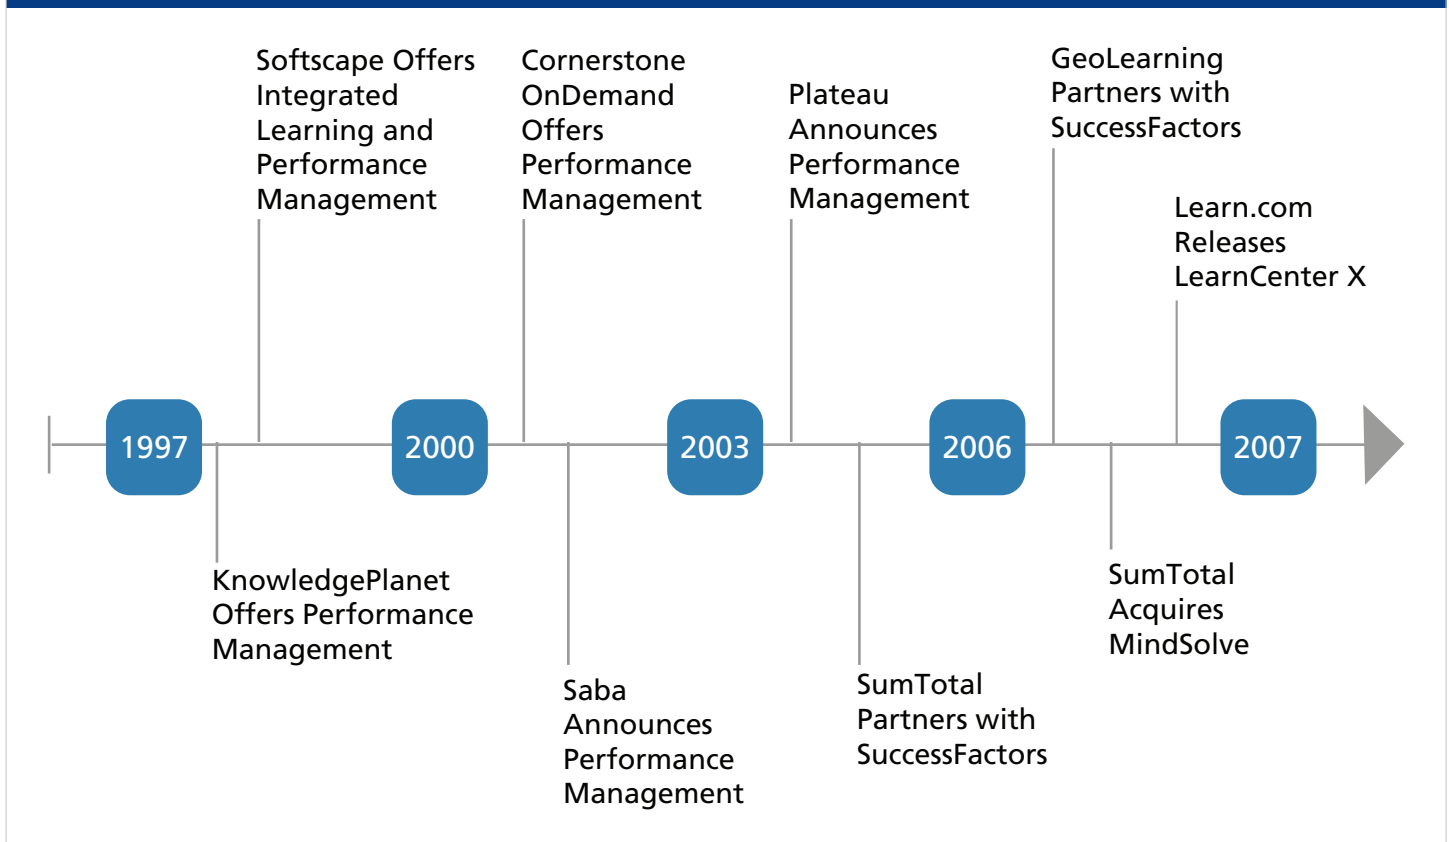 Softscape Offers
Integrated
Learning and
Performance
Management
Cornerstone
OnDemand
Offers
Performance
Management
Plateau
Announces
Performance
Management
GeoLearning
Partners with
SuccessFactors
Learn.com
Releases
LearnCenter X
1997
2000
2003
2006
2007
KnowledgePlanet
Offers Performance
Management
Saba
Announces
Performance
Management
SumTotal
Partners with
SuccessFactors
SumTotal
Acquires
MindSolve